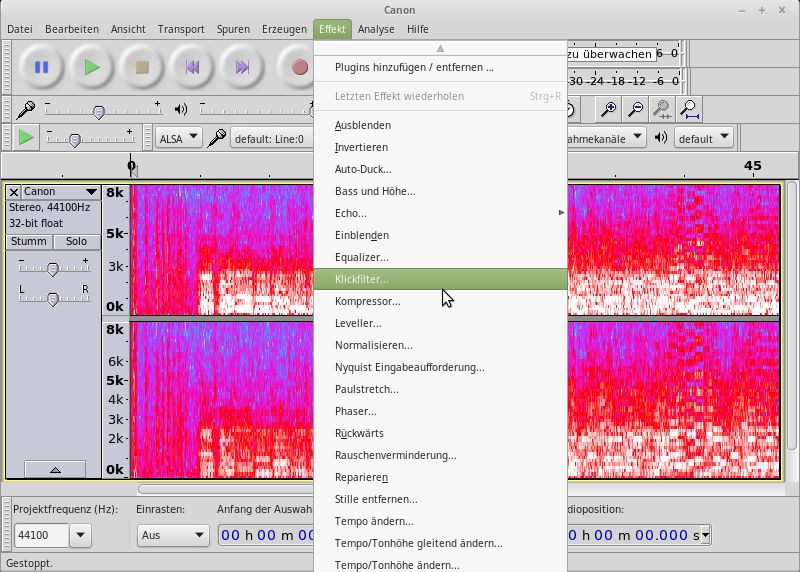 Canon
Datei Bearbeiten Ansicht Transport Spuren Erzeugen Effekt Analyse Hilfe
zu überwachen 6 0
-30 -24 -18 -12 -6 0
Plugins hinzufügen / entfernen ...
Letzten Effekt wiederholen Strg+R
Ausblenden
Invertieren
Auto-Duck...
Bass und Höhe...
Echo...
Einblenden
Equalizer...
Klickfilter...
Kompressor...
Leveller...
Normalisieren...
Nyquist Eingabeaufforderung...
Paulstretch...
Phaser...
Rückwärts
Rauschenverminderung...
Reparieren
Stille entfernen...
Tempo ändern...
Tempo/Tonhöhe gleitend ändern...
Tempo/Tonhöhe ändern...
- + - 
ALSA default: Line:0 ahmekanäle default
- +
0 45
Canon
Stereo, 44100Hz
32-bit float
Stumm Solo
- +
L R
8k
5k-
3k-
0k
8k
6k-
5k-
4k-
3k-
2k-
0k
Projektfrequenz (Hz): Einrasten: Anfang der Auswah dioposition:
44100 Aus 00 h 00 m 00 0 h 00 m 00.000 s
Gestoppt.